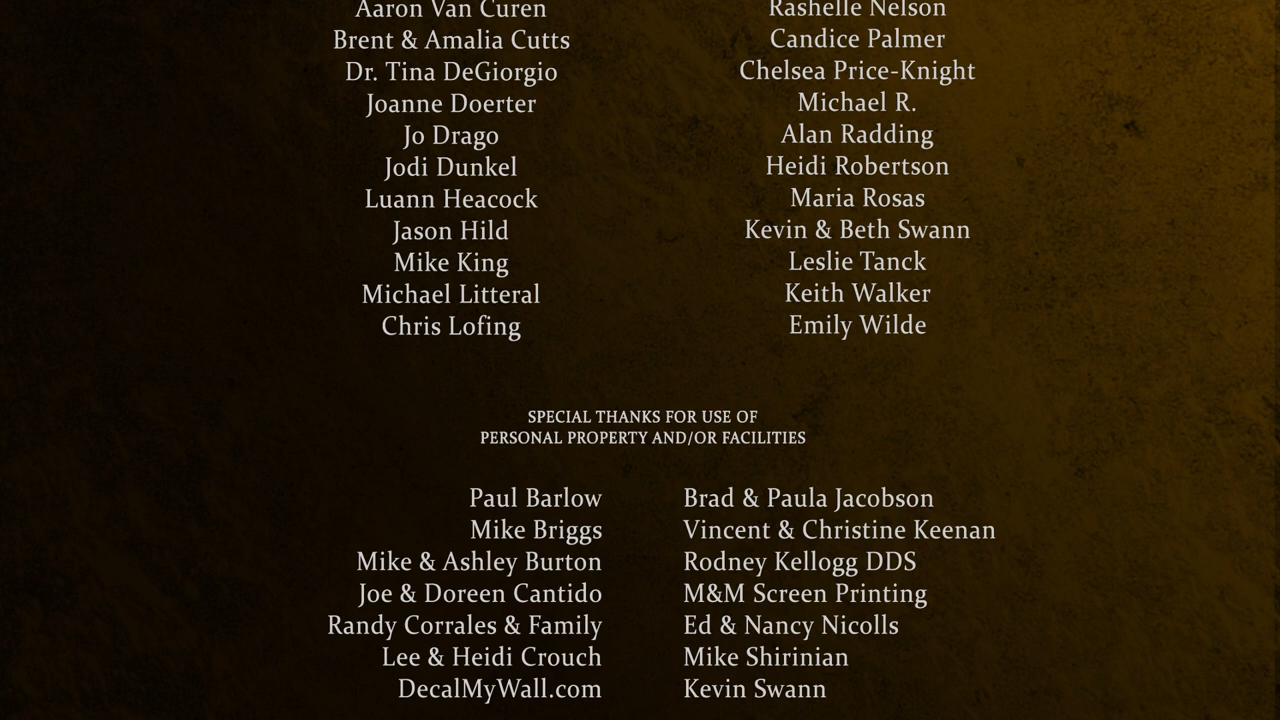 Aaron Van Curen
Brent & Amalia Cutts
Dr. Tina DeGiorgio
Joanne Doerter
Jo Drago
Jodi Dunkel
Luann Heacock
Jason Hild
Mike King
Michael Litteral
Chris Lofing
Rashelle Nelson
Candice Palmer
Chelsea Price-Knight
Michael R.
Alan Radding
Heidi Robertson
Maria Rosas
Kevin & Beth Swann
Leslie Tanck
Keith Walker
Emily Wilde
SPECIAL THANKS FOR USE OF
PERSONAL PROPERTY AND/OR FACILITIES
Paul Barlow
Mike Briggs
Mike & Ashley Burton
Joe & Doreen Cantido
Randy Corrales & Family
Lee & Heidi Crouch
DecalMyWall.com
Brad & Paula Jacobson
Vincent & Christine Keenan
Rodney Kellogg DDS
M&M Screen Printing
Ed & Nancy Nicolls
Mike Shirinian
Kevin Swann